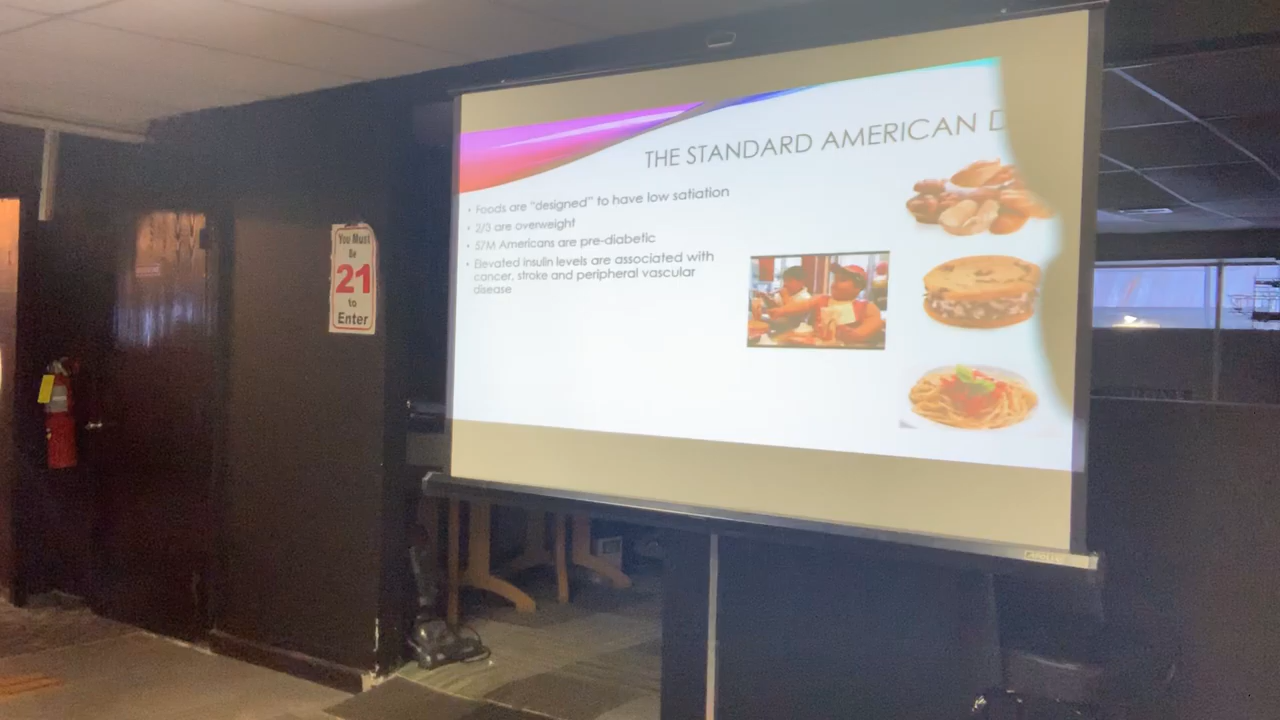 THE STANDARD AMERICAN D
• Foods are “designed” to have low satiation
• 2/3 are overweight
• 57M Americans are pre-diabetic
• Elevated insulin levels are associated with
cancer, stroke and peripheral vascular
disease
You Must
Be
21
to
Enter